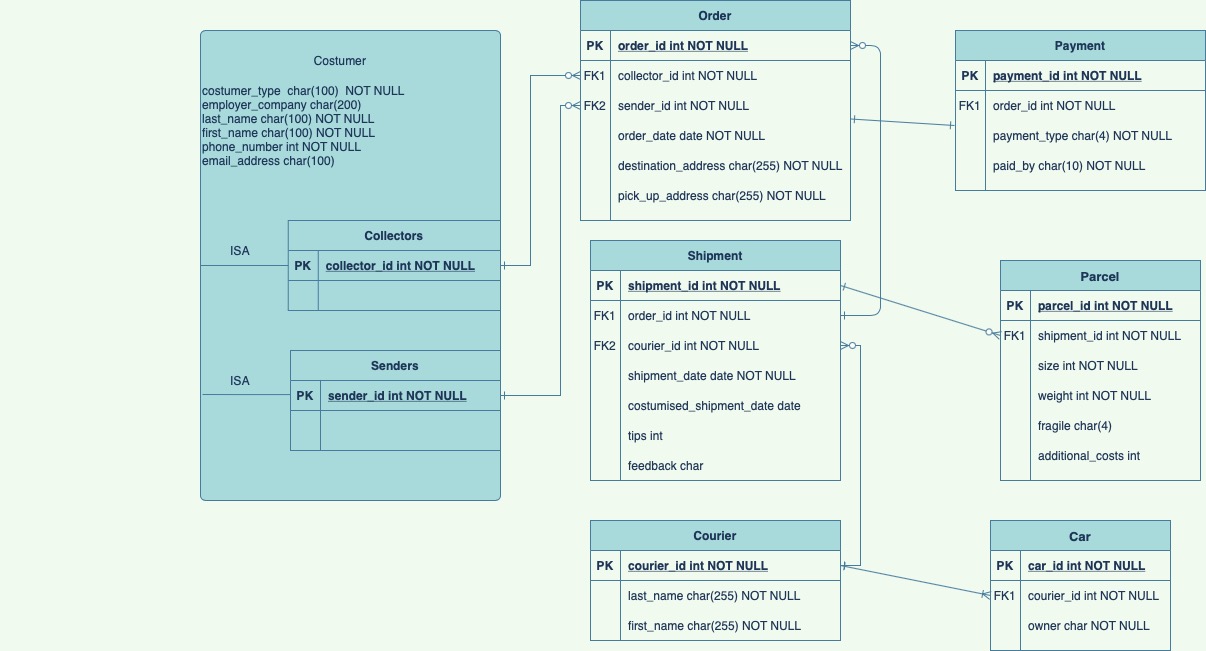 Costumer
costumer_type char(100) NOT NULL
employer_company char(200)
last_name char(100) NOT NULL
first_name char(100) NOT NULL
phone_number int NOT NULL
email_address char(100)
ISA
Collectors
PK collector_id int NOT NULL
ISA
Senders
PK sender_id int NOT NULL
Order
PK order_id int NOT NULL
FK1 collector_id int NOT NULL
FK2 sender_id int NOT NULL
order_date date NOT NULL
destination_address char(255) NOT NULL
pick_up_address char(255) NOT NULL
Payment
PK payment_id int NOT NULL
FK1 order_id int NOT NULL
payment_type char(4) NOT NULL
paid_by char(10) NOT NULL
Shipment
PK shipment_id int NOT NULL
FK1 order_id int NOT NULL
FK2 courier_id int NOT NULL
shipment_date date NOT NULL
costumised_shipment_date date
tips int
feedback char
Parcel
PK parcel_id int NOT NULL
FK1 shipment_id int NOT NULL
size int NOT NULL
weight int NOT NULL
fragile char(4)
additional_costs int
Courier
PK courier_id int NOT NULL
last_name char(255) NOT NULL
first_name char(255) NOT NULL
Car
PK car_id int NOT NULL
FK1 courier_id int NOT NULL
owner char NOT NULL